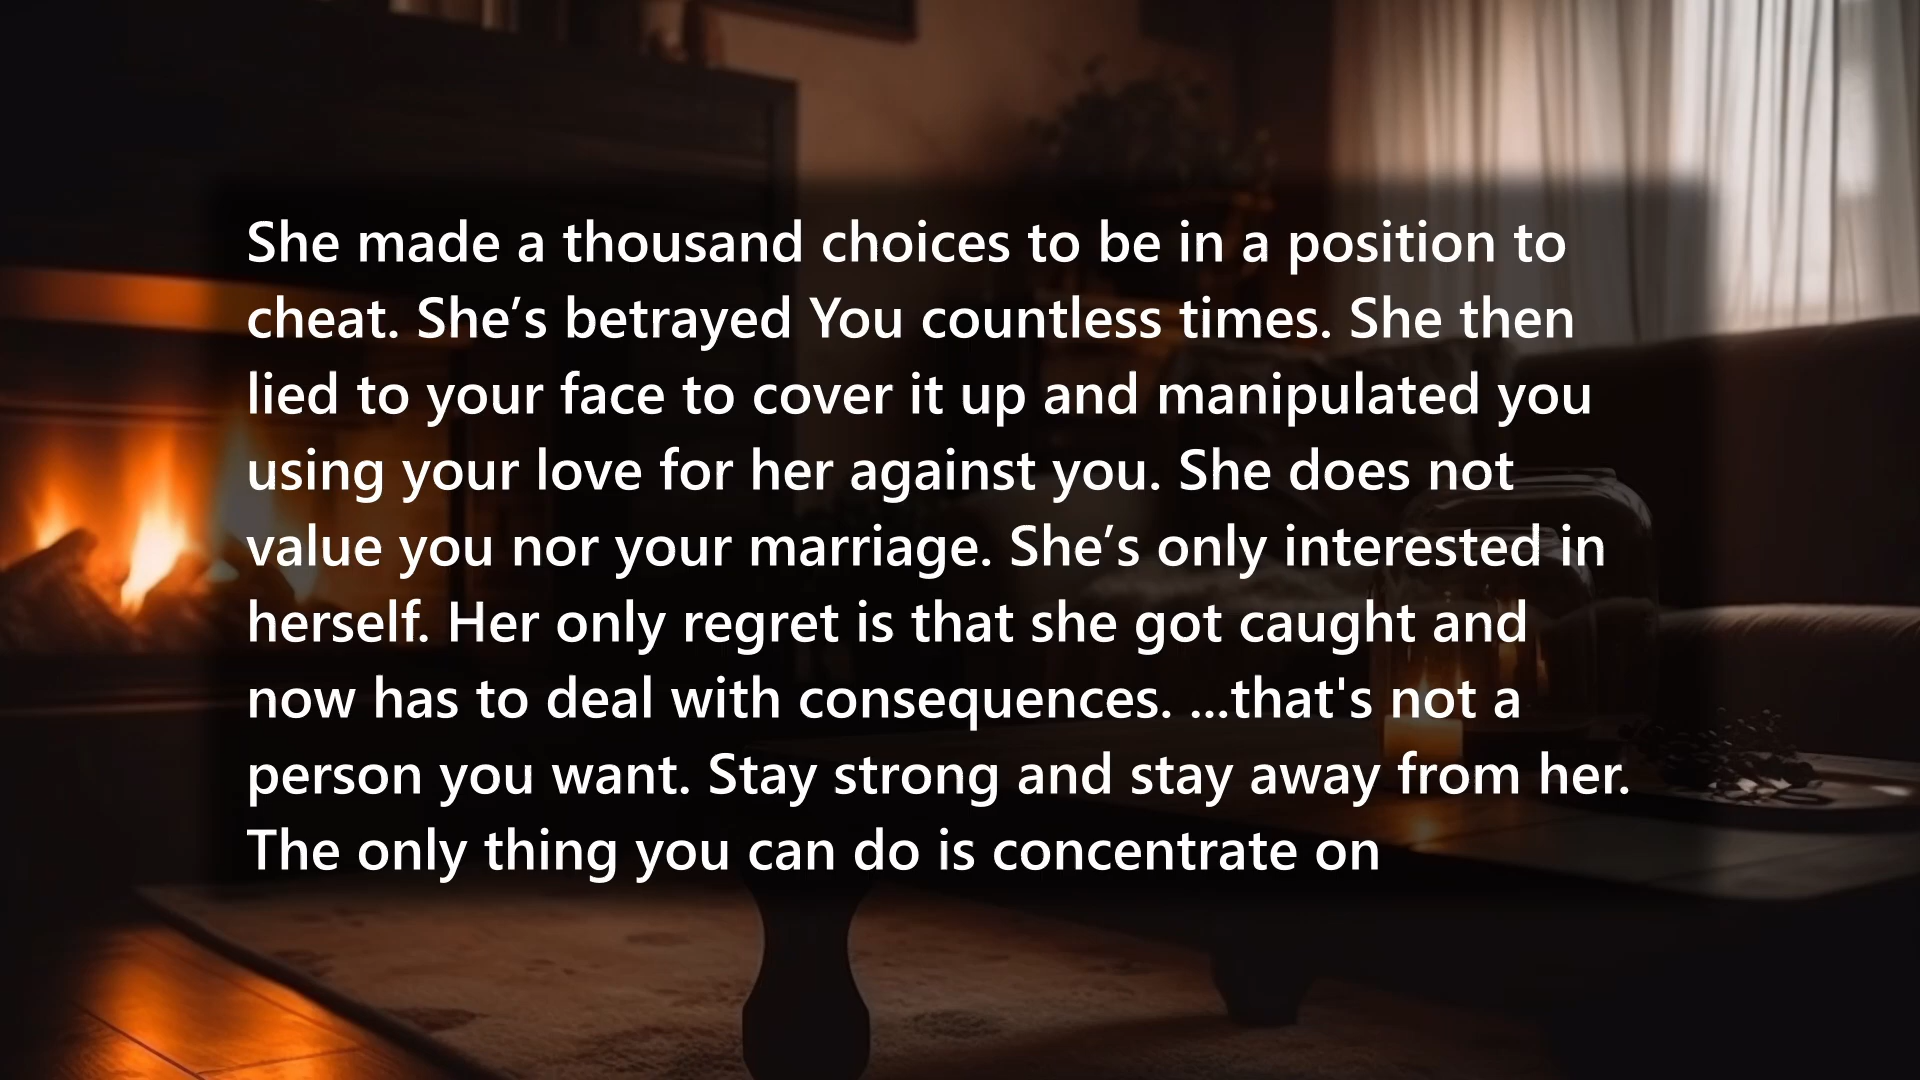 She made a thousand choices to be in a position to
cheat. She’s betrayed You countless times. She then
lied to your face to cover it up and manipulated you
using your love for her against you. She does not
value you nor your marriage. She’s only interested in
herself. Her only regret is that she got caught and
now has to deal with consequences. ...that's not a
person you want. Stay strong and stay away from her.
The only thing you can do is concentrate on